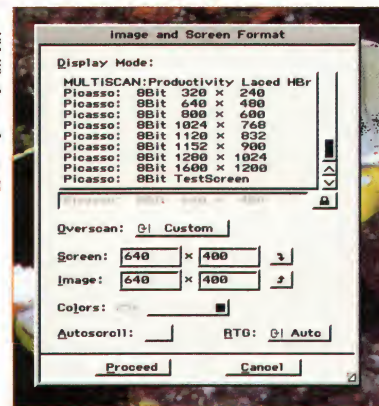 Image and Screen Format
Display Mode:
MULTISCAN:Productivity Laced HBr
Picasso: 8Bit 320 × 240
Picasso: 8Bit 640 × 480
Picasso: 8Bit 800 × 600
Picasso: 8Bit 1024 × 768
Picasso: 8Bit 1120 × 832
Picasso: 8Bit 1152 × 900
Picasso: 8Bit 1280 × 1024
Picasso: 8Bit 1600 × 1200
Picasso: 8Bit TestScreen
Overscan: Custom
Screen: 640 × 400
Image: 640 × 400
Colors:
Autoscroll: RTG: Auto
Proceed Cancel